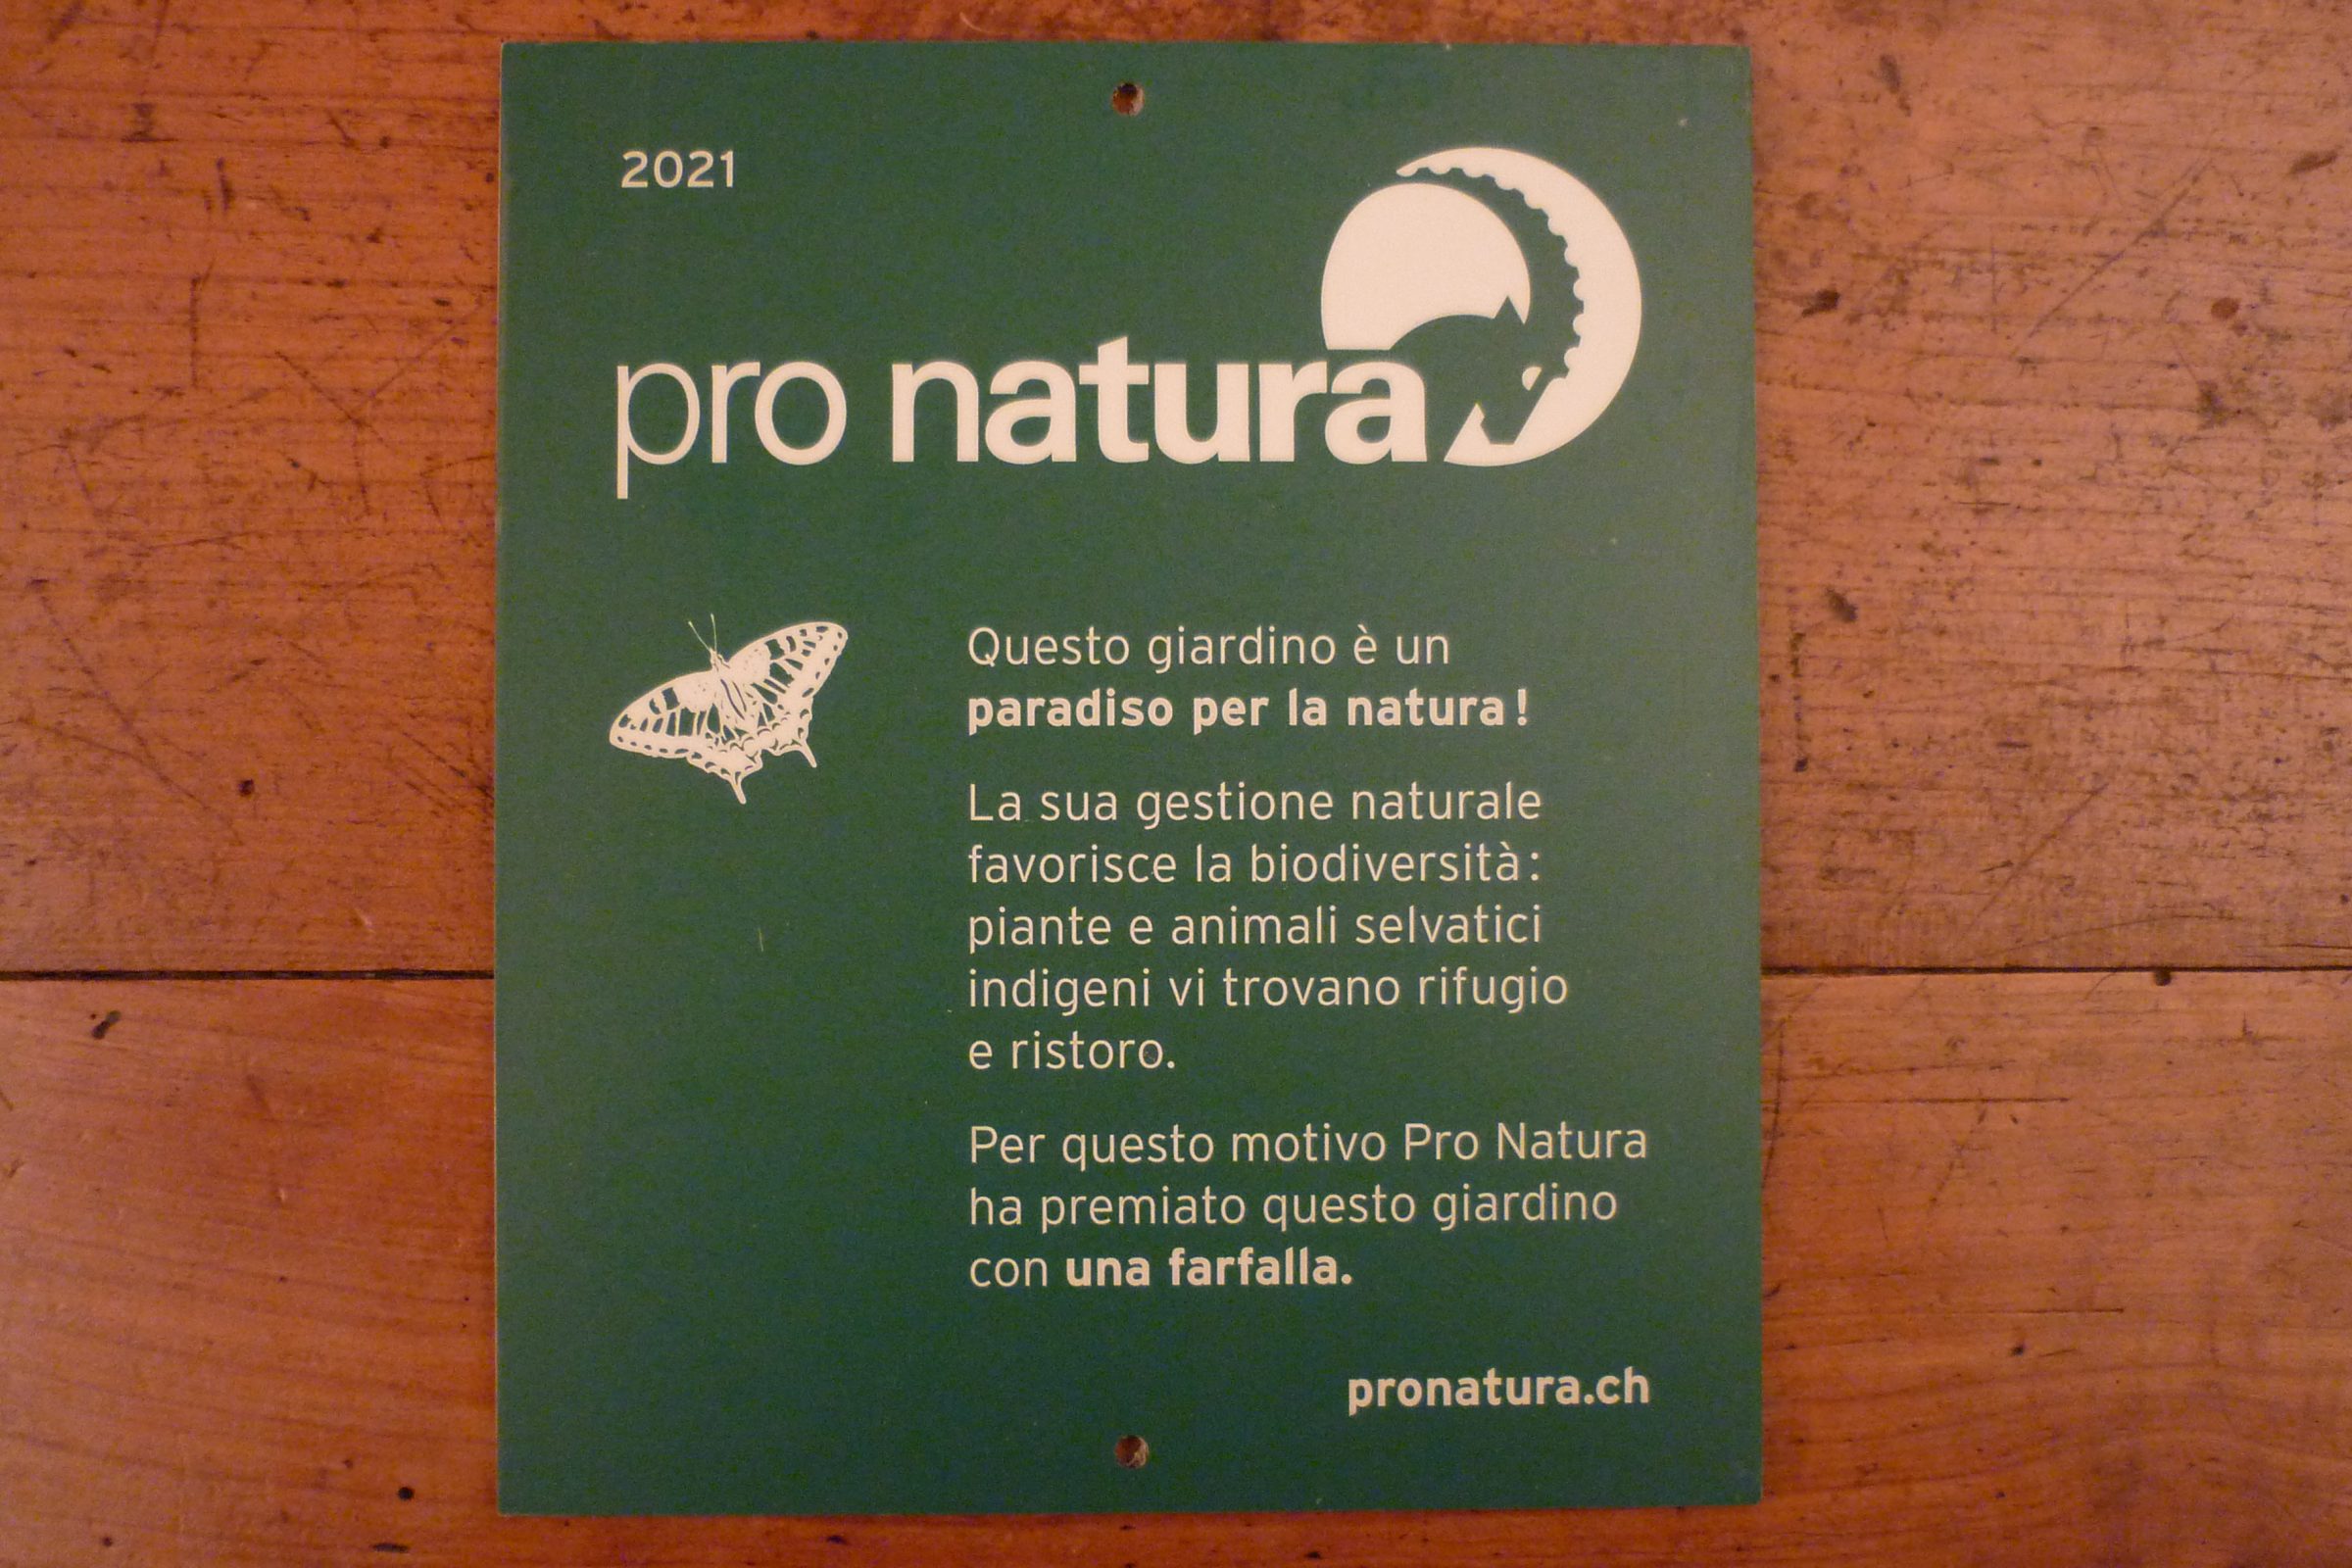 2021
pro natura
Questo giardino è un
paradiso per la natura!
La sua gestione naturale
favorisce la biodiversità:
piante e animali selvatici
indigeni vi trovano rifugio
e ristoro.
Per questo motivo Pro Natura
ha premiato questo giardino
con una farfalla.
pronatura.ch